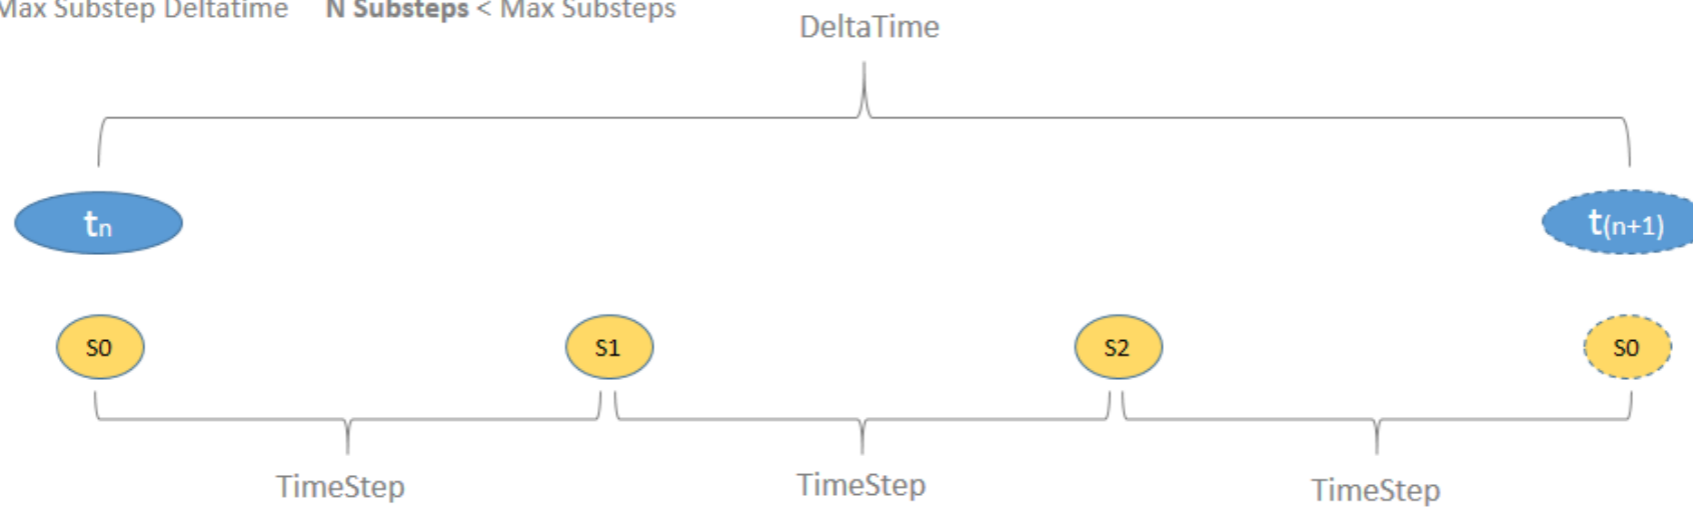 Max Substep Deltatime N Substeps < Max Substeps
DeltaTime
tn
t(n+1)
S0
S1
S2
S0
TimeStep
TimeStep
TimeStep